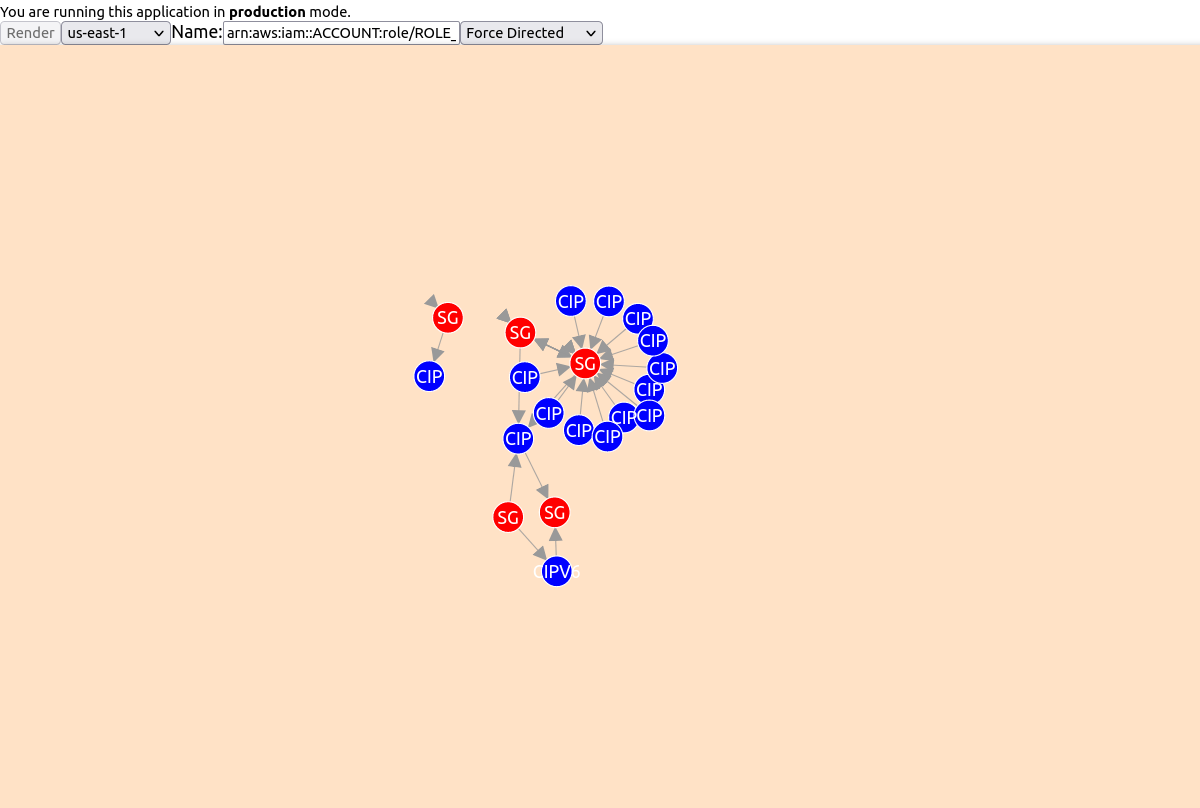 You are running this application in production mode.
Render us-east-1 Name: arn:aws:iam::ACCOUNT:role/ROLE_ Force Directed
CIP CIP
SG CIP
SG CIP
SG CIP
CIP CIP CIP
CIP CIP CIP
CIP CIP CIP
CIP
SG SG
CIPV6